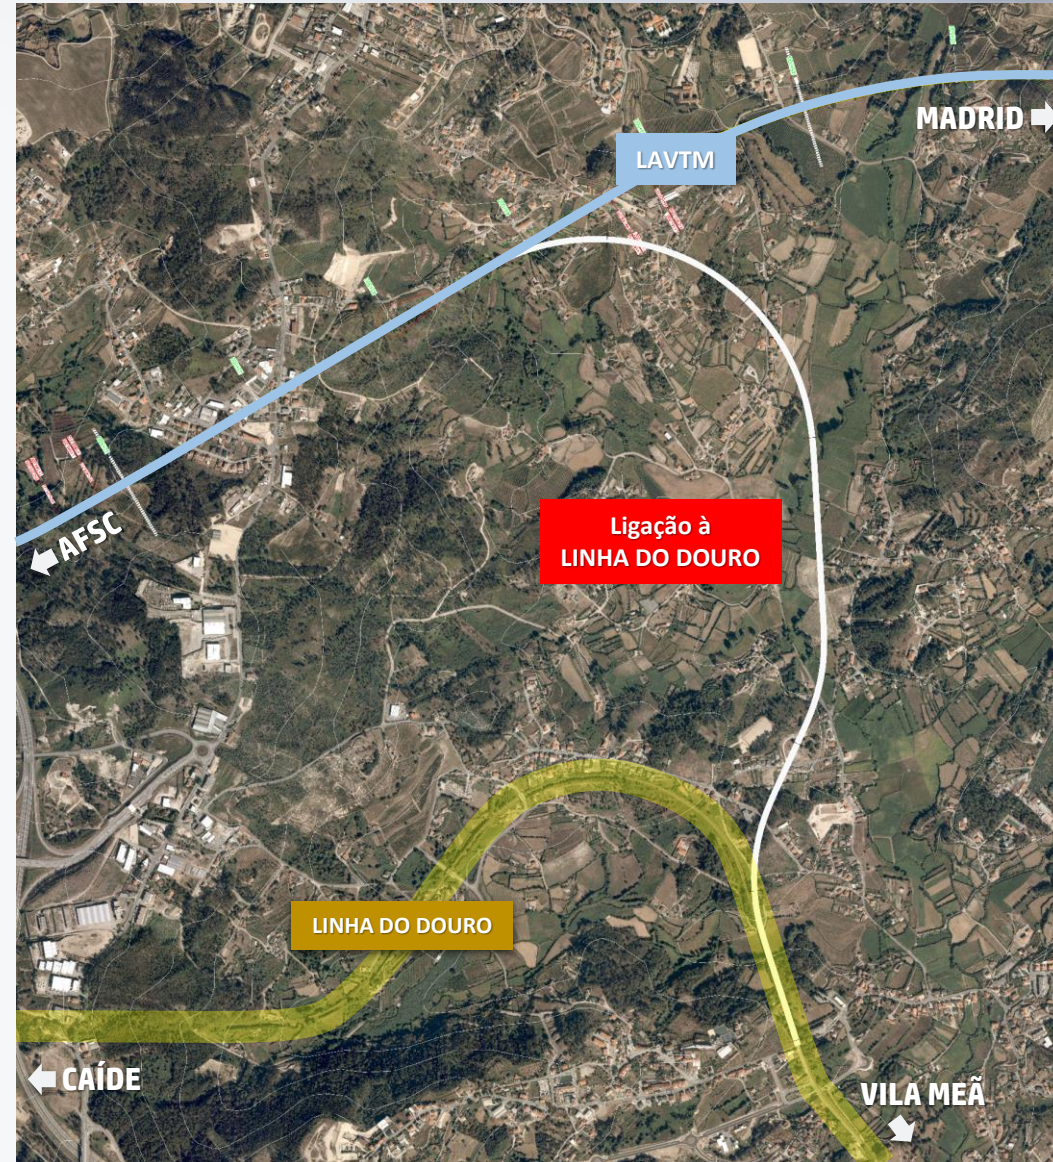 MADRID
LAVTM
AFSC
Ligação à
LINHA DO DOURO
LINHA DO DOURO
CAÍDE
VILA MEÃ